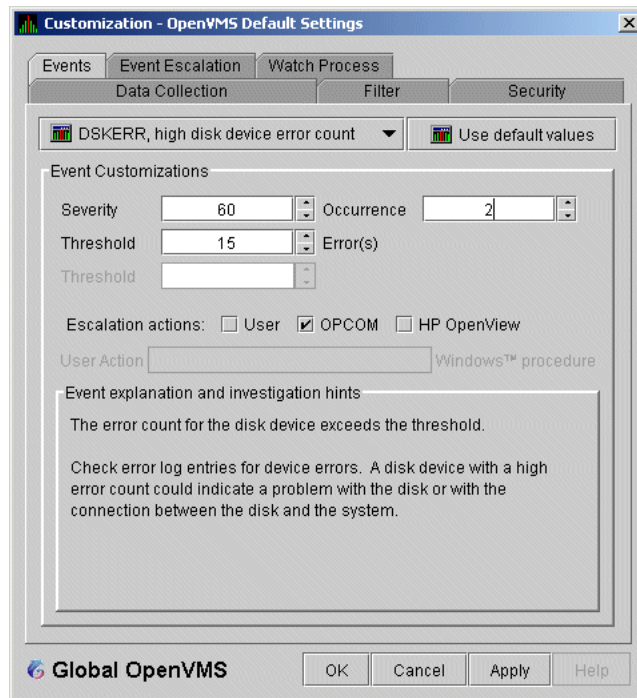 Customization - OpenVMS Default Settings
Events Event Escalation Watch Process
Data Collection Filter Security
DSKERR, high disk device error count Use default values
Event Customizations
Severity 60 Occurrence 2
Threshold 15 Error(s)
Threshold
Escalation actions: User OPCOM HP OpenView
User Action Windows™ procedure
Event explanation and investigation hints
The error count for the disk device exceeds the threshold.
Check error log entries for device errors. A disk device with a high
error count could indicate a problem with the disk or with the
connection between the disk and the system.
Global OpenVMS OK Cancel Apply Help